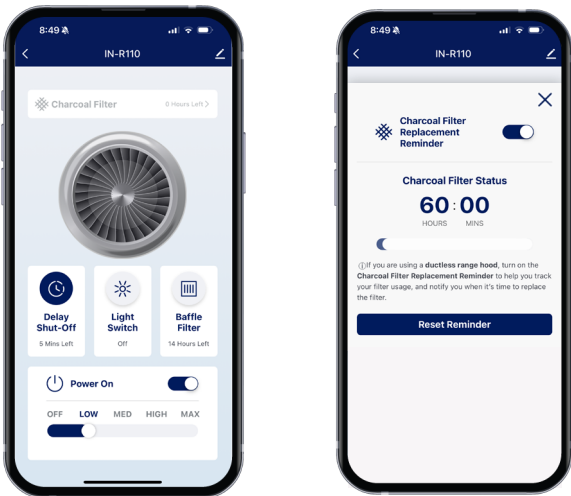 8:49
IN-R110
Charcoal Filter
0 Hours Left >
Delay
Shut-Off
5 Mins Left
Light
Switch
Off
Baffle
Filter
14 Hours Left
Power On
OFF LOW MED HIGH MAX
8:49
IN-R110
Charcoal Filter
Replacement
Reminder
Charcoal Filter Status
60:00
HOURS MINS
If you are using a ductless range hood, turn on the
Charcoal Filter Replacement Reminder to help you track
your filter usage, and notify you when it's time to replace
the filter.
Reset Reminder